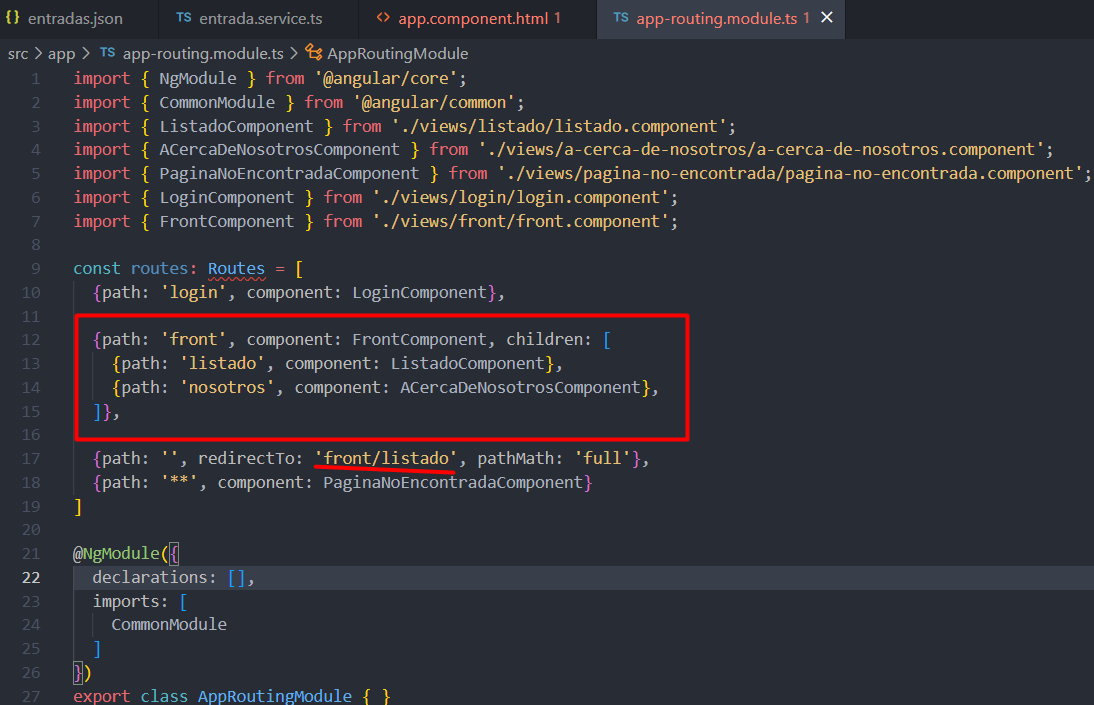 {} entradas.json TS entrada.service.ts <> app.component.html 1 TS app-routing.module.ts 1 ×
src > app > TS app-routing.module.ts > AppRoutingModule
1 import { NgModule } from '@angular/core';
2 import { CommonModule } from '@angular/common';
3 import { ListadoComponent } from './views/listado/listado.component';
4 import { ACercaDeNosotrosComponent } from './views/a-cerca-de-nosotros/a-cerca-de-nosotros.component';
5 import { PaginaNoEncontradaComponent } from './views/pagina-no-encontrada/pagina-no-encontrada.component';
6 import { LoginComponent } from './views/login/login.component';
7 import { FrontComponent } from './views/front/front.component';
8
9 const routes: Routes = [
10 {path: 'login', component: LoginComponent},
11
12 {path: 'front', component: FrontComponent, children: [
13 {path: 'listado', component: ListadoComponent},
14 {path: 'nosotros', component: ACercaDeNosotrosComponent},
15 ]},
16
17 {path: '', redirectTo: 'front/listado', pathMath: 'full'},
18 {path: '**', component: PaginaNoEncontradaComponent}
19 ]
20
21 @NgModule({
22 declarations: [],
23 imports: [
24 CommonModule
25 ]
26 })
27 export class AppRoutingModule { }